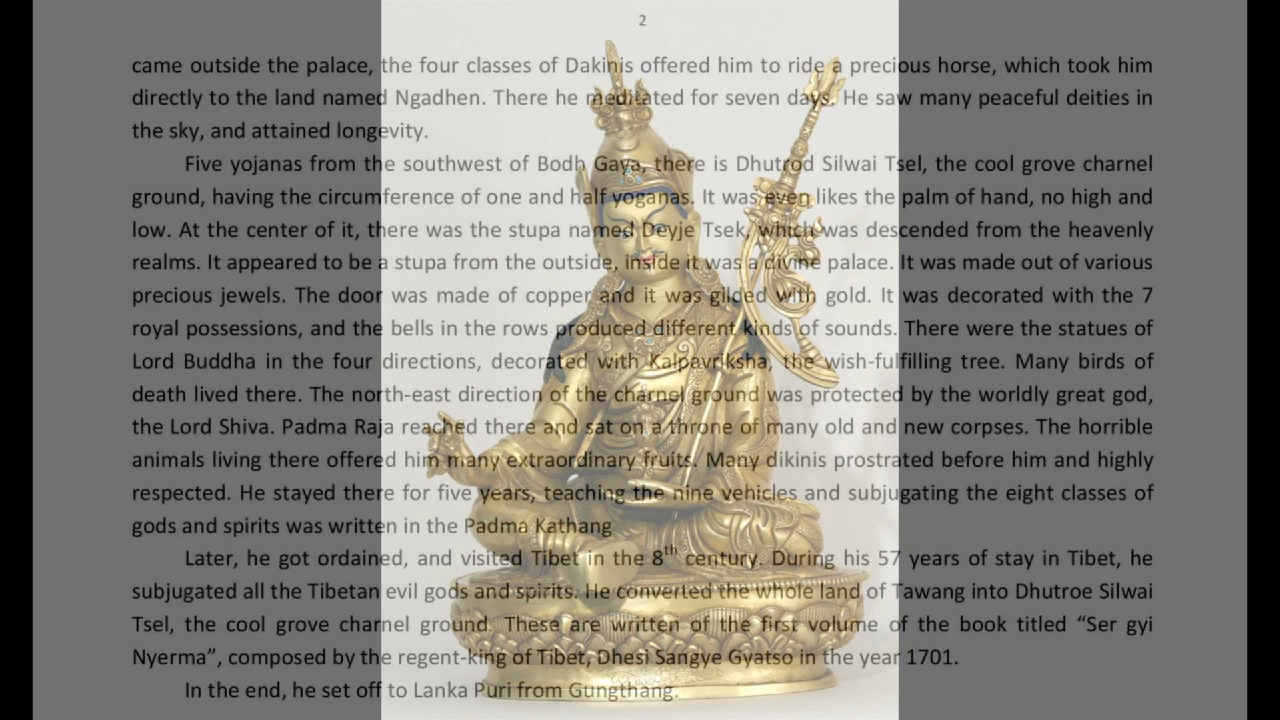 2
came outside the palace, the four classes of Dakinis offered him to ride a precious horse, which took him
directly to the land named Ngadhen. There he meditated for seven days. He saw many peaceful deities in
the sky, and attained longevity.
Five yojanas from the southwest of Bodh Gaya, there is Dhutrod Silwai Tsel, the cool grove charnel
ground, having the circumference of one and half yoganas. It was even likes the palm of hand, no high and
low. At the center of it, there was the stupa named Deyje Tsek, which was descended from the heavenly
realms. It appeared to be a stupa from the outside, inside it was a divine palace. It was made out of various
precious jewels. The door was made of copper and it was gilded with gold. It was decorated with the 7
royal possessions, and the bells in the rows produced different kinds of sounds. There were the statues of
Lord Buddha in the four directions, decorated with Kalpavriksha, the wish-fulfilling tree. Many birds of
death lived there. The north-east direction of the charnel ground was protected by the worldly great god,
the Lord Shiva. Padma Raja reached there and sat on a throne of many old and new corpses. The horrible
animals living there offered him many extraordinary fruits. Many dikinis prostrated before him and highly
respected. He stayed there for five years, teaching the nine vehicles and subjugating the eight classes of
gods and spirits was written in the Padma Kathang
Later, he got ordained, and visited Tibet in the 8th century. During his 57 years of stay in Tibet, he
subjugated all the Tibetan evil gods and spirits. He converted the whole land of Tawang into Dhutroe Silwai
Tsel, the cool grove charnel ground. These are written of the first volume of the book titled “Ser gyi
Nyerma”, composed by the regent-king of Tibet, Dhesi Sangye Gyatso in the year 1701.
In the end, he set off to Lanka Puri from Gungthang.